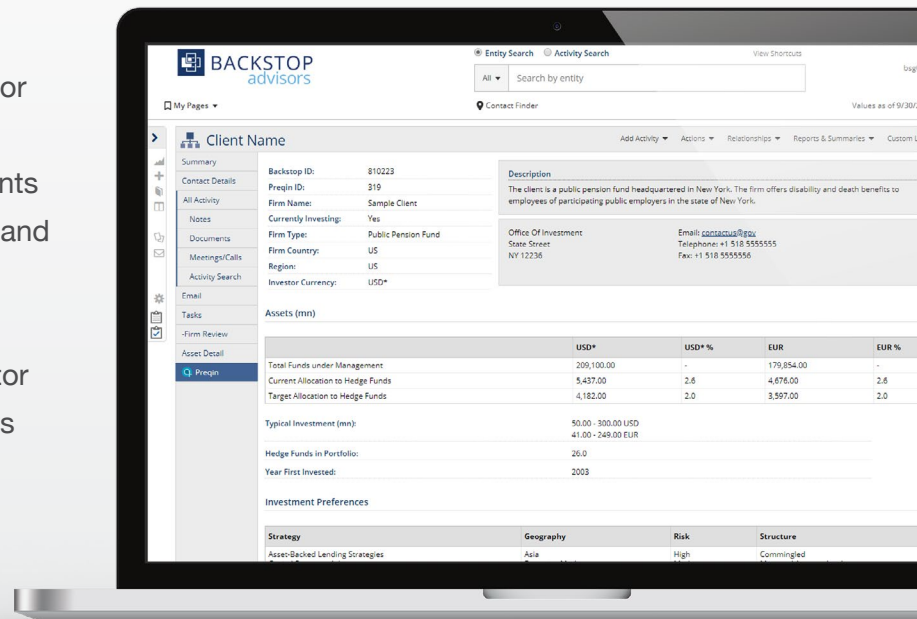 or
nts
and
tor
s
BACKSTOP
advisors
Entity Search Activity Search
View Shortcuts
All Search by entity
My Pages
Contact Finder
Values as of 9/30/
Client Name
Add Activity Actions Relationships Reports & Summaries Custom
Summary
Contact Details
All Activity
Notes
Documents
Meetings/Calls
Activity Search
Email
Tasks
-Firm Review
Asset Detail
Preqin
Backstop ID: 810223
Preqin ID: 319
Firm Name: Sample Client
Currently Investing: Yes
Firm Type: Public Pension Fund
Firm Country: US
Region: US
Investor Currency: USD*
Description
The client is a public pension fund headquartered in New York. The firm offers disability and death benefits to
employees of participating public employers in the state of New York.
Office Of Investment
State Street
NY 12236
Email: contactus@gov
Telephone: +1 518 5555555
Fax: +1 518 5555556
Assets (mn)
USD* USD* % EUR EUR %
Total Funds under Management 209,100.00 - 179,854.00 -
Current Allocation to Hedge Funds 5,437.00 2.6 4,676.00 2.6
Target Allocation to Hedge Funds 4,182.00 2.0 3,597.00 2.0
Typical Investment (mn): 50.00 - 300.00 USD
41.00 - 249.00 EUR
Hedge Funds in Portfolio: 26.0
Year First Invested: 2003
Investment Preferences
Strategy Geography Risk Structure
Asset-Backed Lending Strategies Asia High Commingled